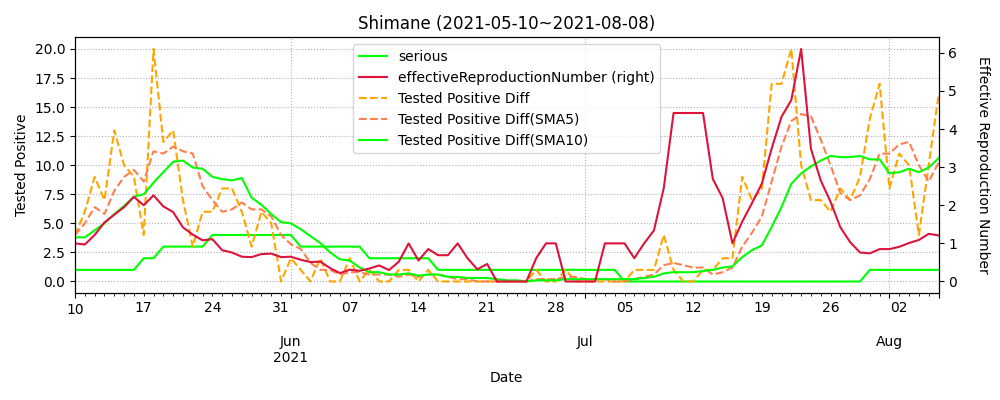 Shimane (2021-05-10~2021-08-08)
serious
effectiveReproductionNumber (right)
Tested Positive Diff
Tested Positive Diff(SMA5)
Tested Positive Diff(SMA10)
Tested Positive
20.0
17.5
15.0
12.5
10.0
7.5
5.0
2.5
0.0
Effective Reproduction Number
6
5
4
3
2
1
0
10 17 24 31 07 14 21 28 05 12 19 26 02
Jun Jul Aug
2021
Date